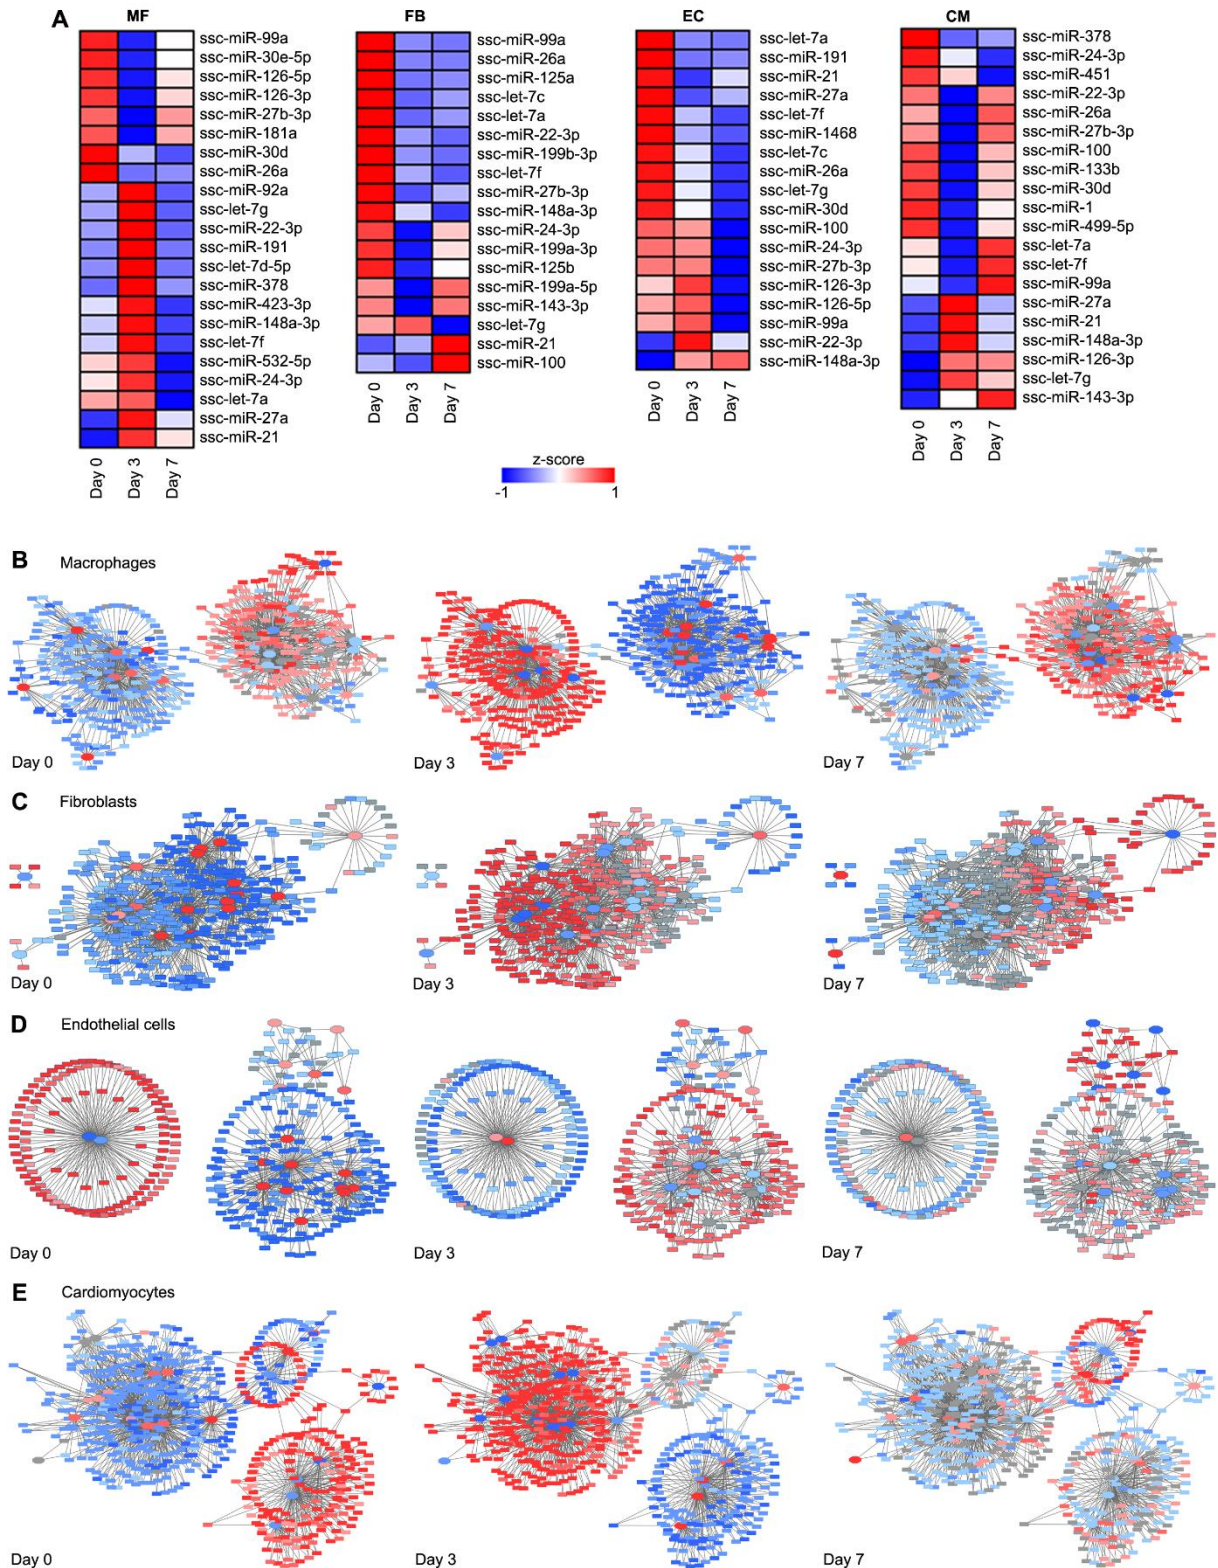 A
MF
ssc-miR-99a
ssc-miR-30e-5p
ssc-miR-126-5p
ssc-miR-126-3p
ssc-miR-27b-3p
ssc-miR-181a
ssc-miR-30d
ssc-miR-26a
ssc-miR-92a
ssc-let-7g
ssc-miR-22-3p
ssc-miR-191
ssc-let-7d-5p
ssc-miR-378
ssc-miR-423-3p
ssc-miR-148a-3p
ssc-let-7f
ssc-miR-532-5p
ssc-miR-24-3p
ssc-let-7a
ssc-miR-27a
ssc-miR-21
Day 0
Day 3
Day 7
FB
ssc-miR-99a
ssc-miR-26a
ssc-miR-125a
ssc-let-7c
ssc-let-7a
ssc-miR-22-3p
ssc-miR-199b-3p
ssc-let-7f
ssc-miR-27b-3p
ssc-miR-148a-3p
ssc-miR-24-3p
ssc-miR-199a-3p
ssc-miR-125b
ssc-miR-199a-5p
ssc-miR-143-3p
ssc-let-7g
ssc-miR-21
ssc-miR-100
Day 0
Day 3
Day 7
EC
ssc-let-7a
ssc-miR-191
ssc-miR-21
ssc-miR-27a
ssc-let-7f
ssc-miR-1468
ssc-let-7c
ssc-miR-26a
ssc-let-7g
ssc-miR-30d
ssc-miR-100
ssc-miR-24-3p
ssc-miR-27b-3p
ssc-miR-126-3p
ssc-miR-126-5p
ssc-miR-99a
ssc-miR-22-3p
ssc-miR-148a-3p
Day 0
Day 3
Day 7
CM
ssc-miR-378
ssc-miR-24-3p
ssc-miR-451
ssc-miR-22-3p
ssc-miR-26a
ssc-miR-27b-3p
ssc-miR-100
ssc-miR-133b
ssc-miR-30d
ssc-miR-1
ssc-miR-499-5p
ssc-let-7a
ssc-let-7f
ssc-miR-99a
ssc-miR-27a
ssc-miR-21
ssc-miR-148a-3p
ssc-miR-126-3p
ssc-let-7g
ssc-miR-143-3p
Day 0
Day 3
Day 7
z-score
-1 1
B Macrophages
Day 0 Day 3 Day 7
C Fibroblasts
Day 0 Day 3 Day 7
D Endothelial cells
Day 0 Day 3 Day 7
E Cardiomyocytes
Day 0 Day 3 Day 7